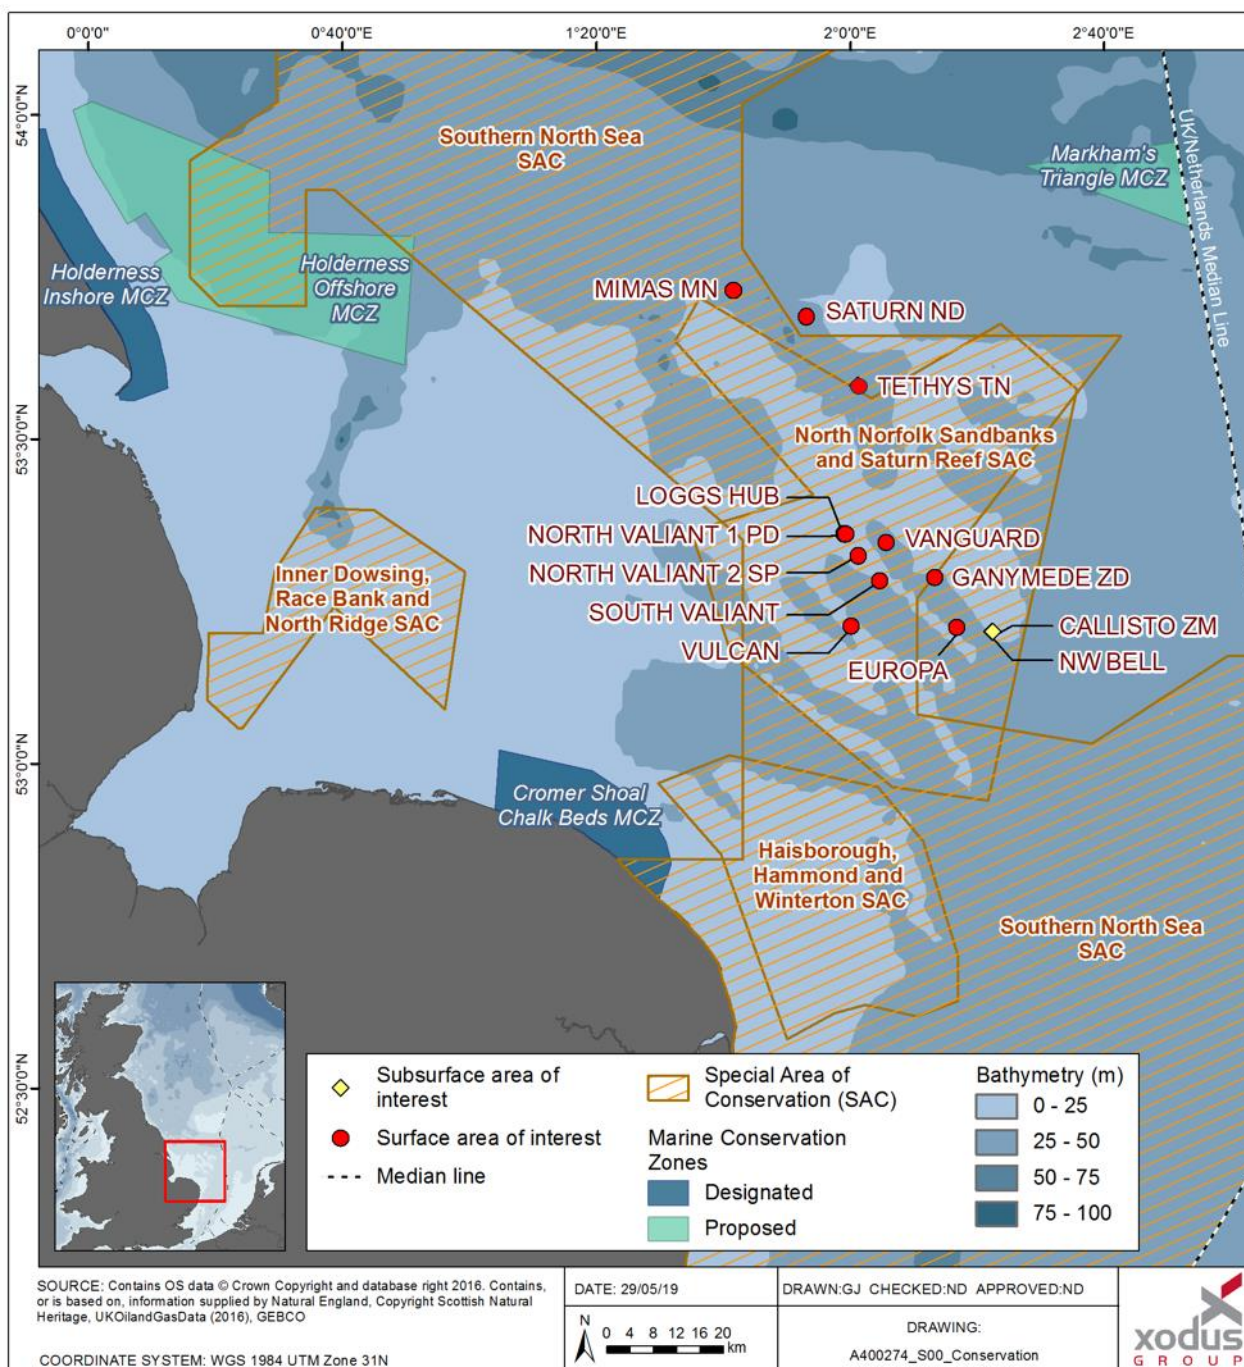 0°0'0" 0°40'0"E 1°20'0"E 2°0'0"E 2°40'0"E
54°0'0"N
53°30'0"N
53°0'0"N
52°30'0"N
Southern North Sea
SAC
Markham's
Triangle MCZ
UK/Netherlands Median Line
Holderness
Inshore MCZ
Holderness
Offshore
MCZ
MIMAS MN
SATURN ND
TETHYS TN
North Norfolk Sandbanks
and Saturn Reef SAC
LOGGS HUB
NORTH VALIANT 1 PD
VANGUARD
NORTH VALIANT 2 SP
GANYMEDE ZD
SOUTH VALIANT
VULCAN
CALLISTO ZM
EUROPA
NW BELL
Inner Dowsing,
Race Bank and
North Ridge SAC
Cromer Shoal
Chalk Beds MCZ
Haisborough,
Hammond and
Winterton SAC
Southern North Sea
SAC
Subsurface area of
interest
Surface area of interest
Median line
Special Area of
Conservation (SAC)
Marine Conservation
Zones
Designated
Proposed
Bathymetry (m)
0 - 25
25 - 50
50 - 75
75 - 100
SOURCE: Contains OS data © Crown Copyright and database right 2016. Contains,
or is based on, information supplied by Natural England, Copyright Scottish Natural
Heritage, UKOilandGasData (2016), GEBCO
COORDINATE SYSTEM: WGS 1984 UTM Zone 31N
DATE: 29/05/19
N
0 4 8 12 16 20
km
DRAWN:GJ CHECKED:ND APPROVED:ND
DRAWING:
A400274_S00_Conservation
xodus
GROUP